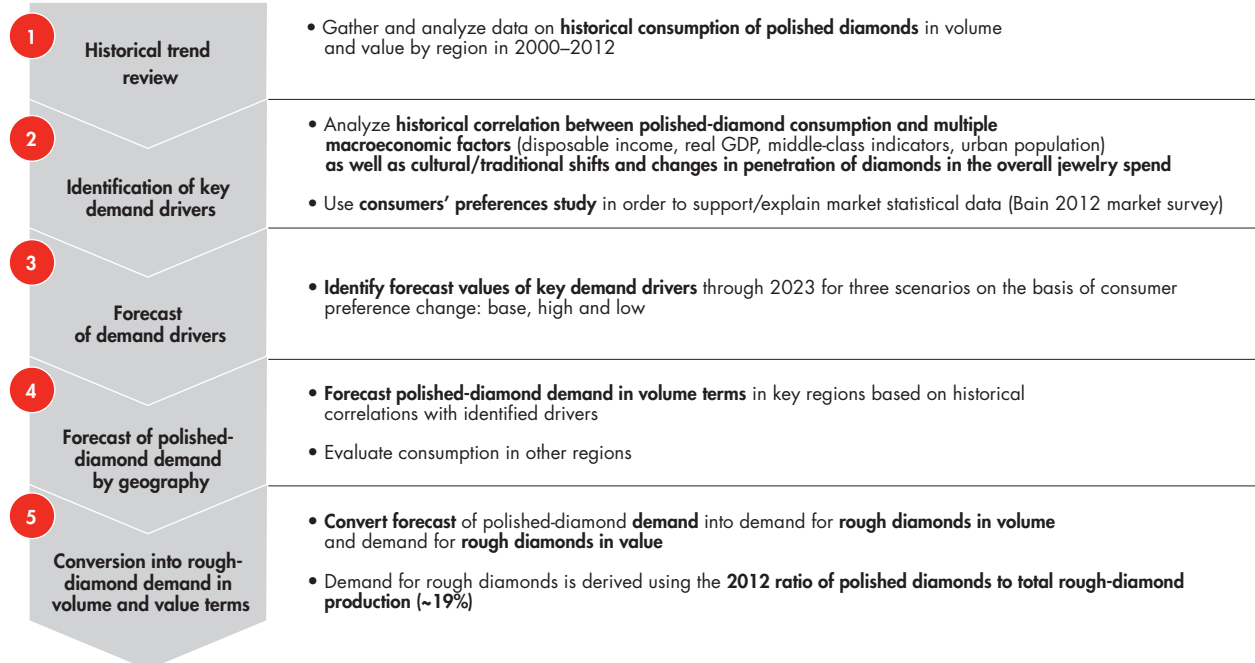 1
Historical trend
review
• Gather and analyze data on historical consumption of polished diamonds in volume
and value by region in 2000–2012
2
Identification of key
demand drivers
• Analyze historical correlation between polished-diamond consumption and multiple
macroeconomic factors (disposable income, real GDP, middle-class indicators, urban population)
as well as cultural/traditional shifts and changes in penetration of diamonds in the overall jewelry spend
• Use consumers’ preferences study in order to support/explain market statistical data (Bain 2012 market survey)
3
Forecast
of demand drivers
• Identify forecast values of key demand drivers through 2023 for three scenarios on the basis of consumer
preference change: base, high and low
4
Forecast of polished-
diamond demand
by geography
• Forecast polished-diamond demand in volume terms in key regions based on historical
correlations with identified drivers
• Evaluate consumption in other regions
5
Conversion into rough-
diamond demand in
volume and value terms
• Convert forecast of polished-diamond demand into demand for rough diamonds in volume
and demand for rough diamonds in value
• Demand for rough diamonds is derived using the 2012 ratio of polished diamonds to total rough-diamond
production (~19%)